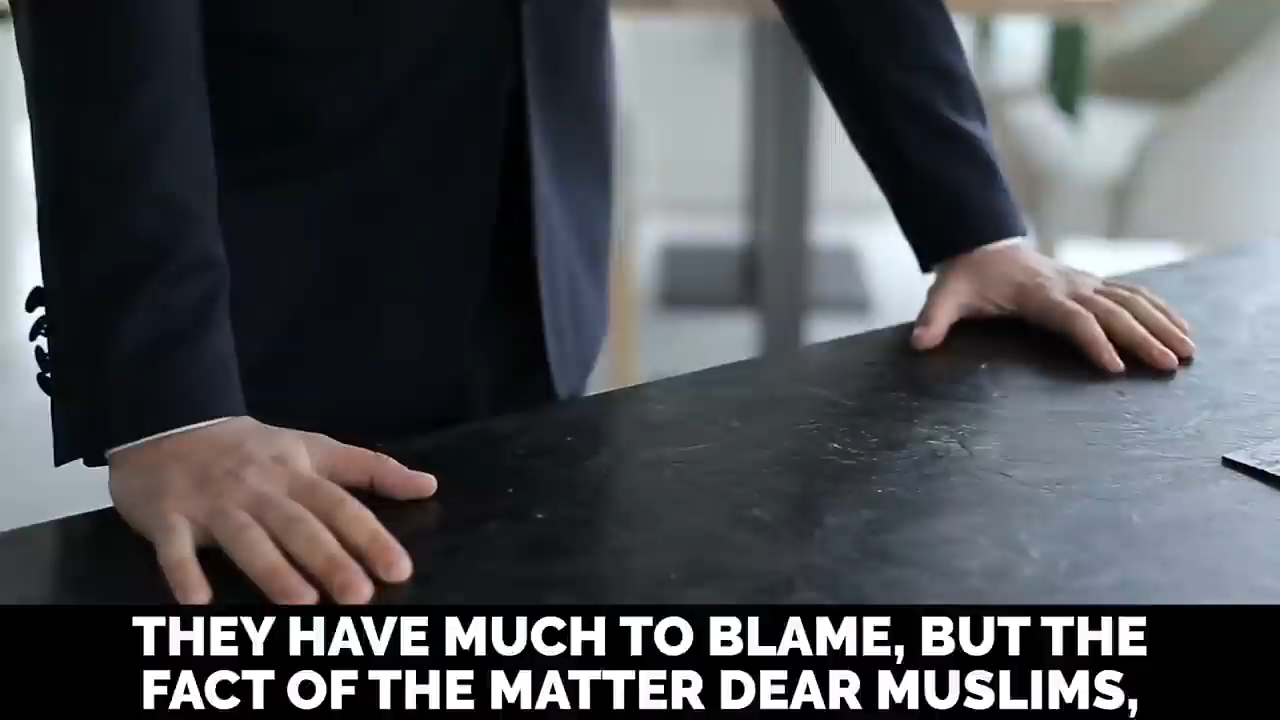 THEY HAVE MUCH TO BLAME, BUT THE
FACT OF THE MATTER DEAR MUSLIMS,